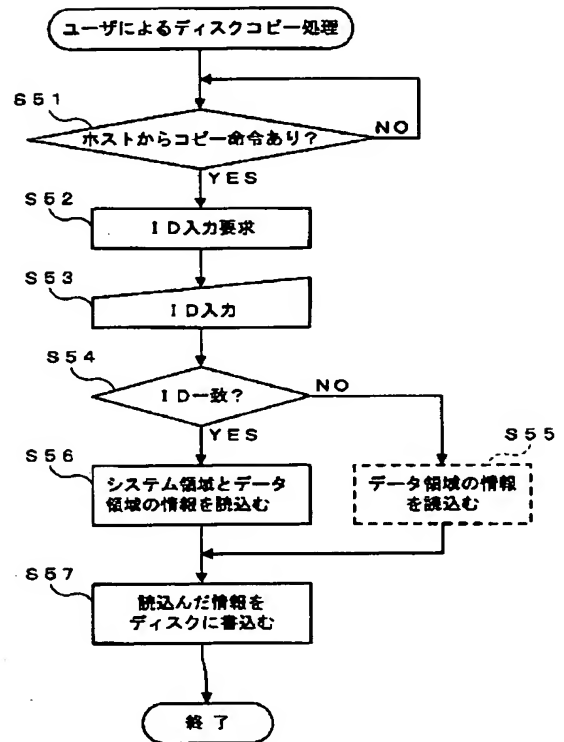 ユーザによるディスクコピー処理
S51
ホストからコピー命令あり?
NO
YES
S52
ID入力要求
S53
ID入力
S54
ID一致?
NO
YES
S55
S56
システム領域とデータ
領域の情報を読込む
データ領域の情報
を読込む
S57
読込んだ情報を
ディスクに書込む
終了